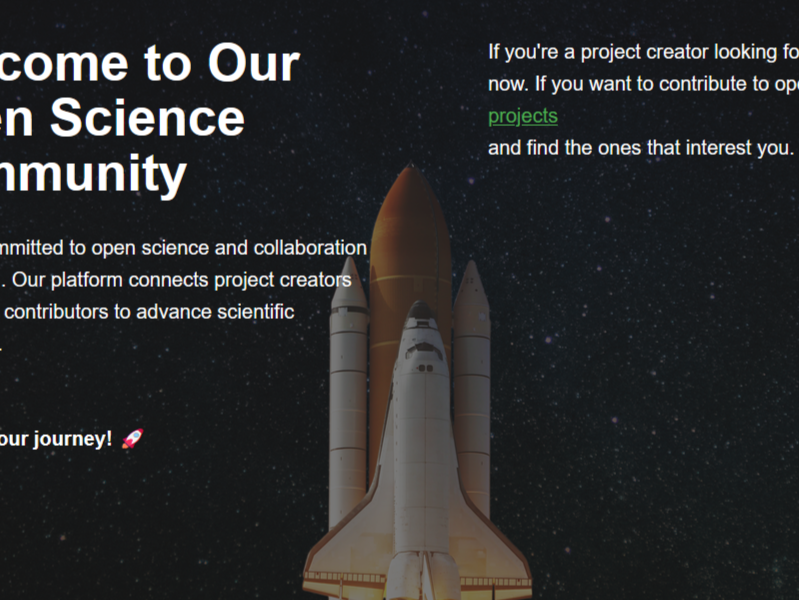 come to Our
en Science
mmunity
mmitted to open science and collaboration
. Our platform connects project creators
contributors to advance scientific
.
our journey! 🚀
If you're a project creator looking fo
now. If you want to contribute to ope
projects
and find the ones that interest you.